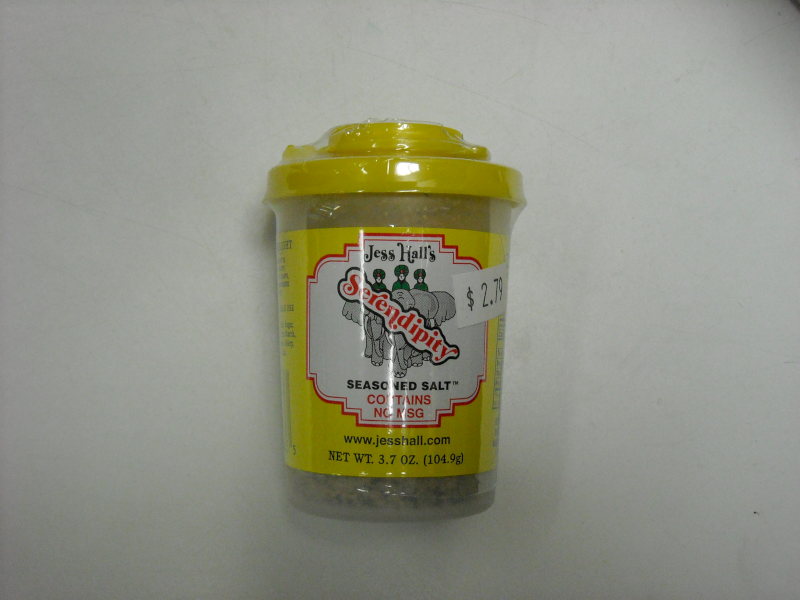 Jess Hall's
Serendipity
$ 2.79
SEASONED SALT™
CONTAINS
NO MSG
www.jesshall.com
NET WT. 3.7 OZ. (104.9g)
5